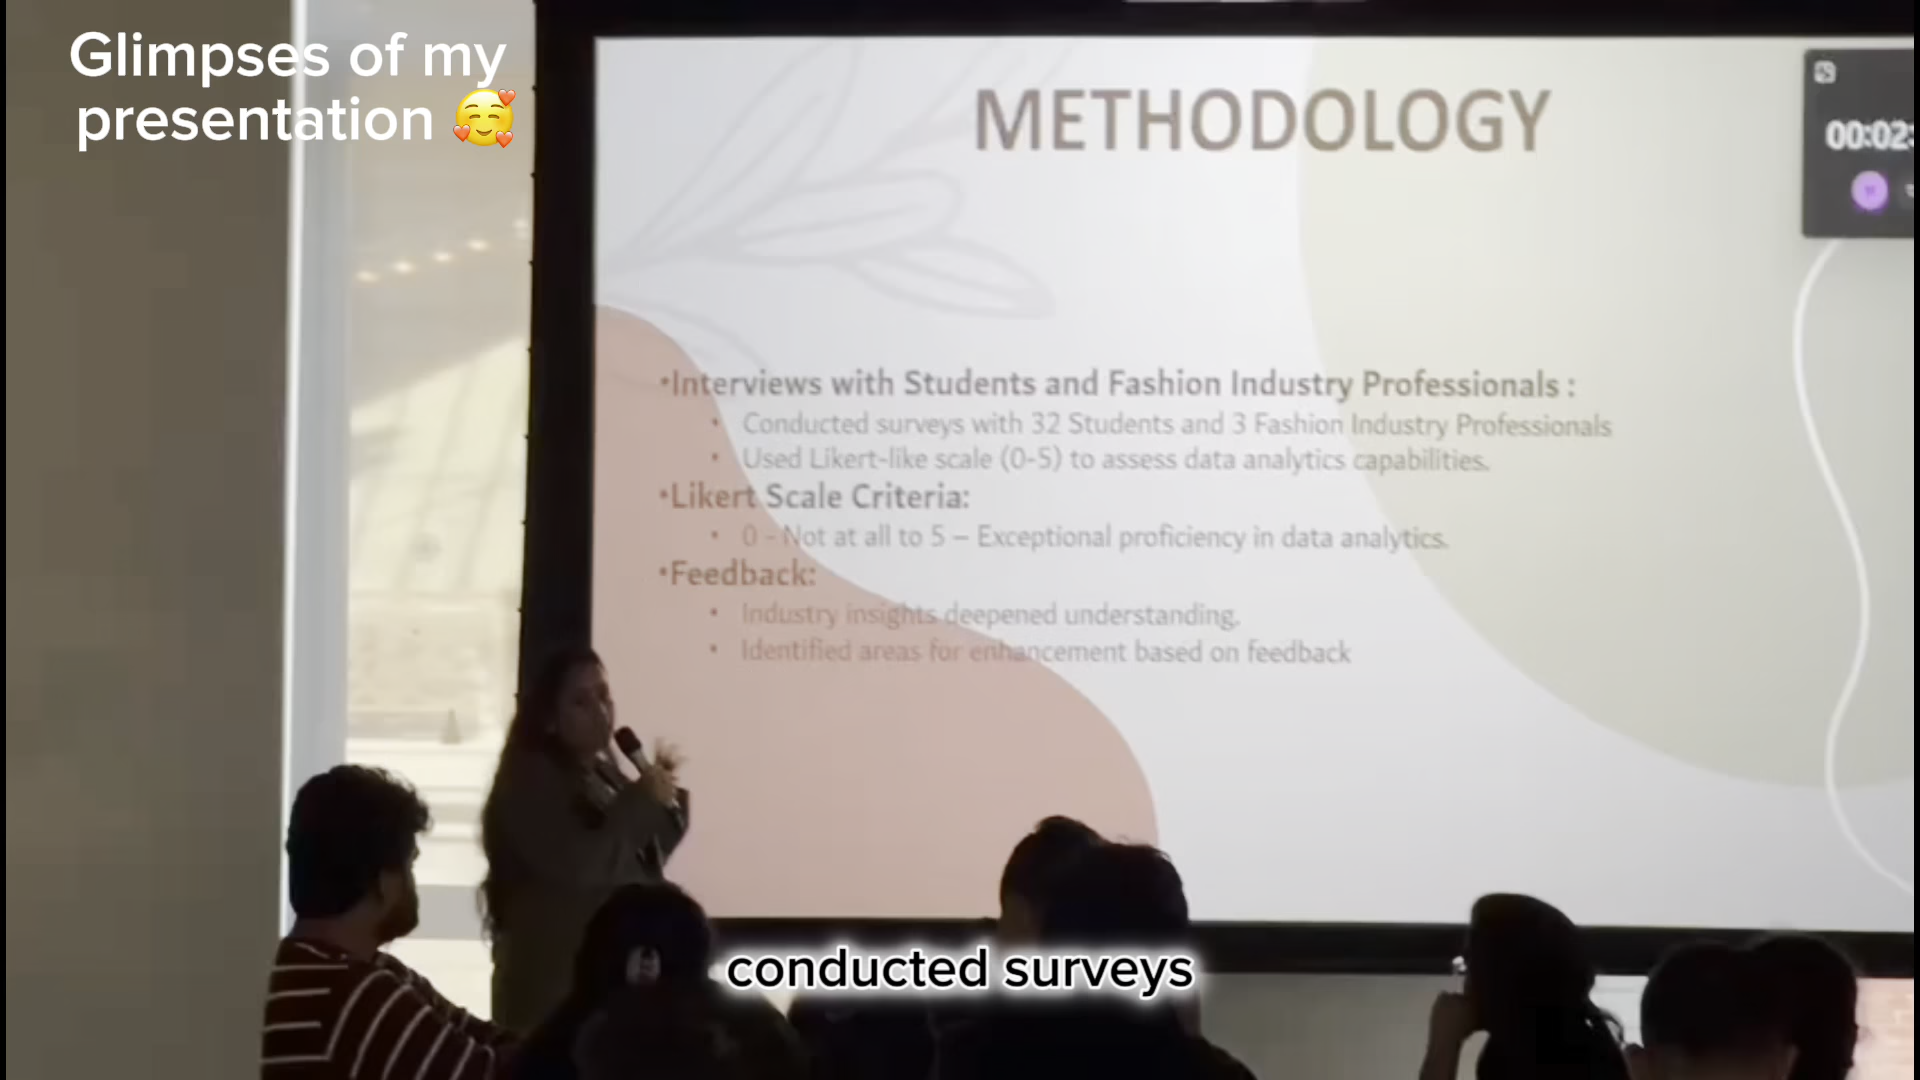 Glimpses of my
presentation 🥰
METHODOLOGY
00:02:
•Interviews with Students and Fashion Industry Professionals :
• Conducted surveys with 32 Students and 3 Fashion Industry Professionals
• Used Likert-like scale (0-5) to assess data analytics capabilities.
•Likert Scale Criteria:
• 0 - Not at all to 5 – Exceptional proficiency in data analytics.
•Feedback:
• Industry insights deepened understanding.
• Identified areas for enhancement based on feedback
conducted surveys